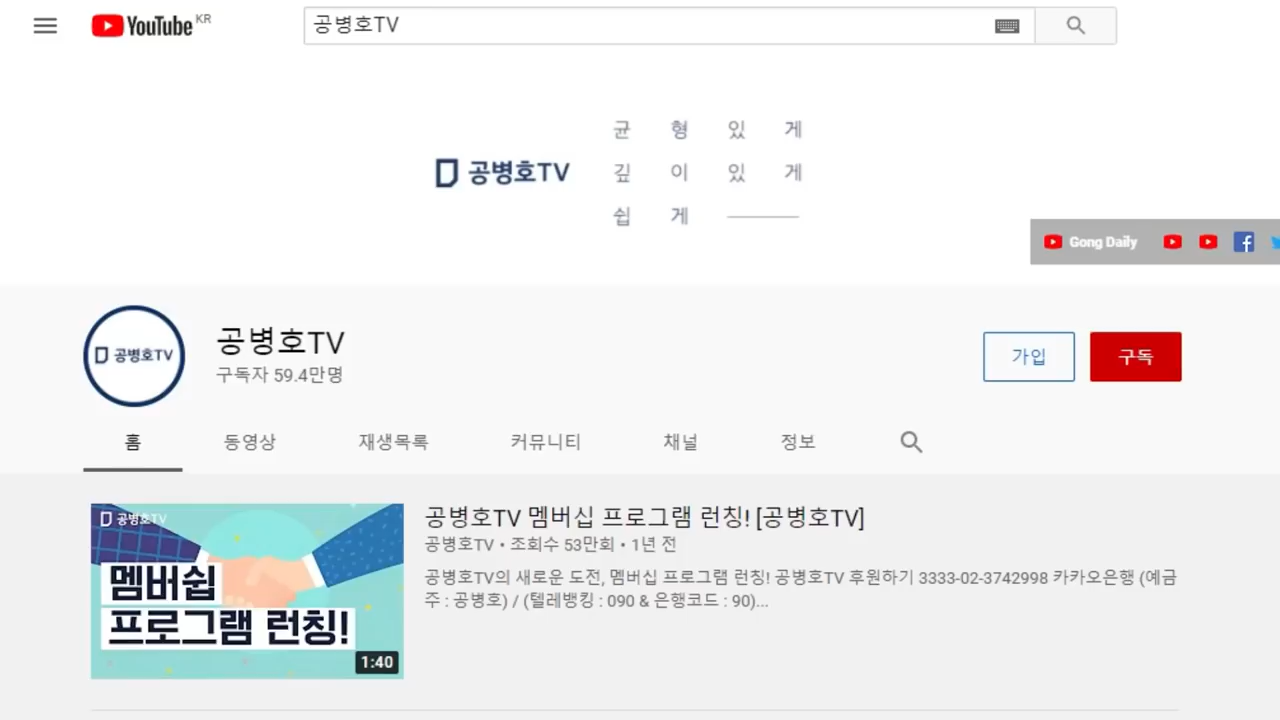 YouTube KR
공병호TV
균형있게
공병호TV
깊이있게
쉽게
Gong Daily
공병호TV
공병호TV
구독자 59.4만명
가입
구독
홈
동영상
재생목록
커뮤니티
채널
정보
공병호TV
멤버쉽
프로그램 런칭!
1:40
공병호TV 멤버십 프로그램 런칭! [공병호TV]
공병호TV • 조회수 53만회 • 1년 전
공병호TV의 새로운 도전, 멤버십 프로그램 런칭! 공병호TV 후원하기 3333-02-3742998 카카오은행 (예금
주 : 공병호) / (텔레뱅킹 : 090 & 은행코드 : 90)...